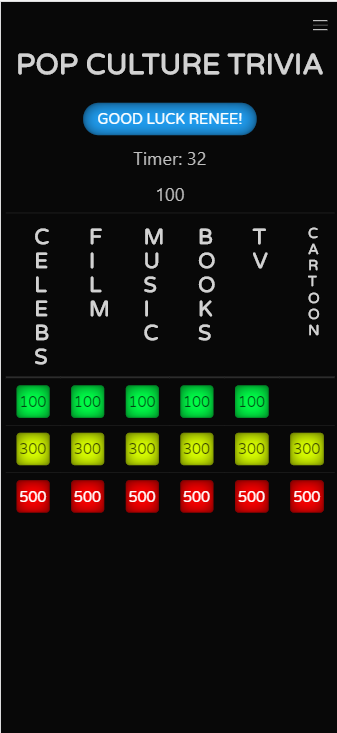 POP CULTURE TRIVIA
GOOD LUCK RENEE!
Timer: 32
100
CELEBS FILM MUSIC BOOKS TV CARTOON
100 100 100 100 100
300 300 300 300 300 300
500 500 500 500 500 500